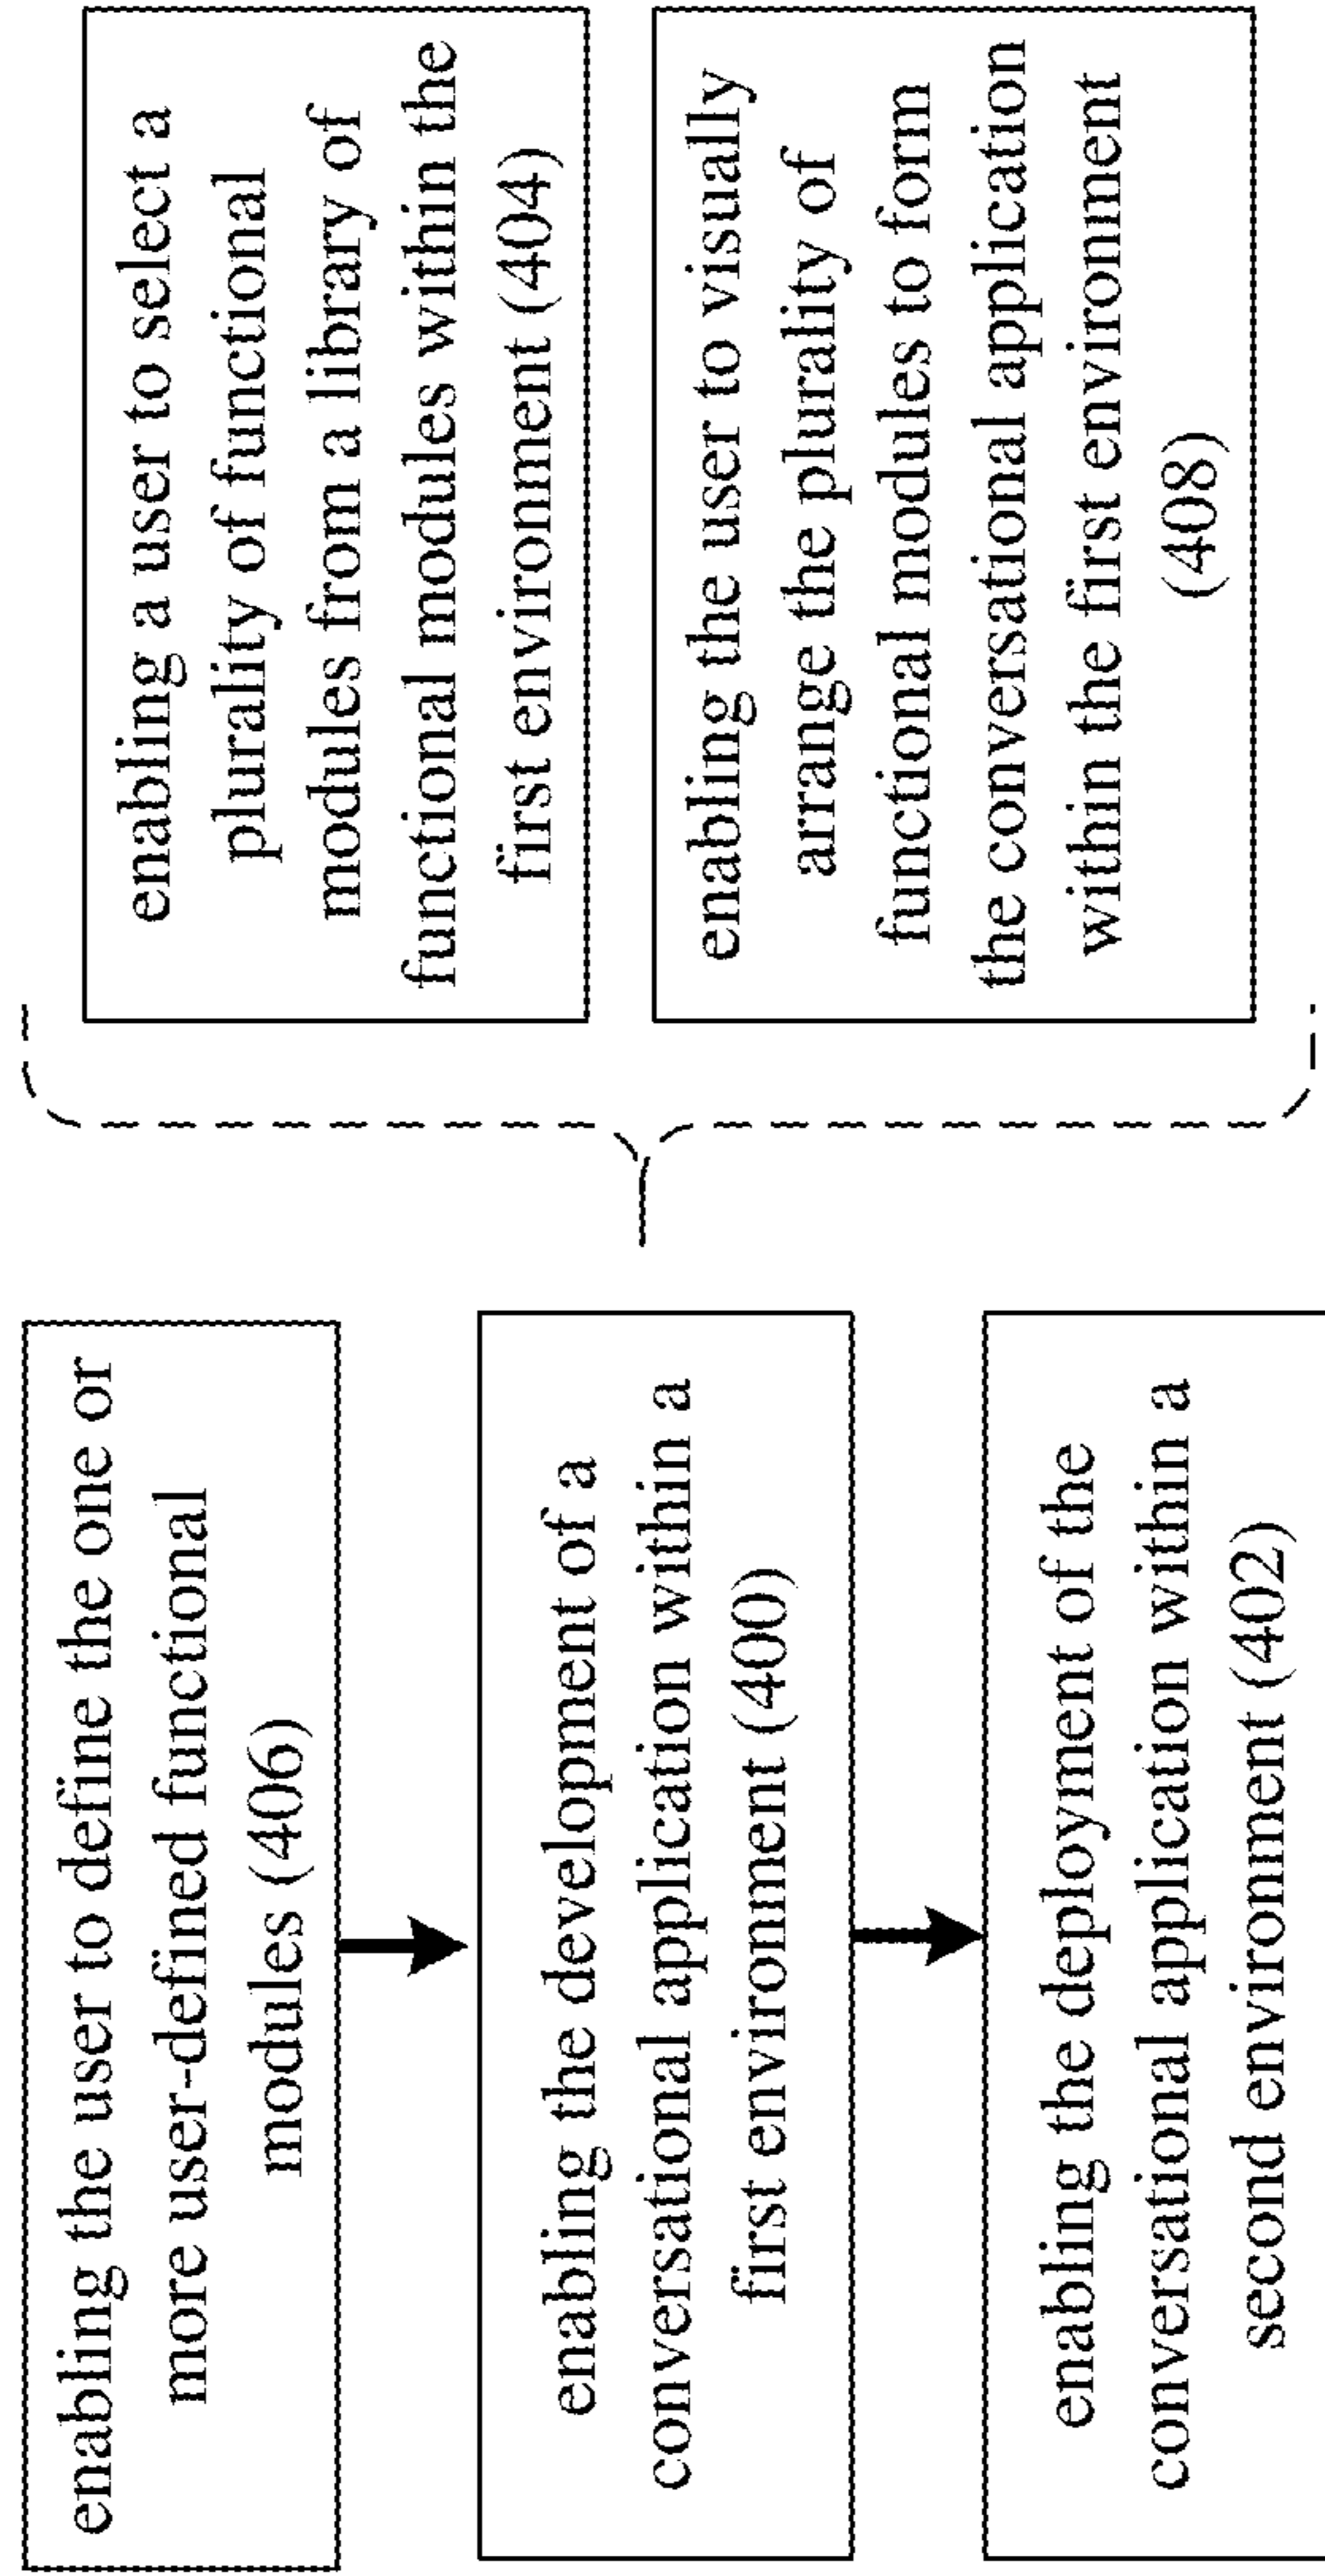 enabling the user to define the one or
more user-defined functional
modules (406)
enabling the development of a
conversational application within a
first environment (400)
enabling the deployment of the
conversational application within a
second environment (402)
enabling a user to select a
plurality of functional
modules from a library of
functional modules within the
first environment (404)
enabling the user to visually
arrange the plurality of
functional modules to form
the conversational application
within the first environment
(408)